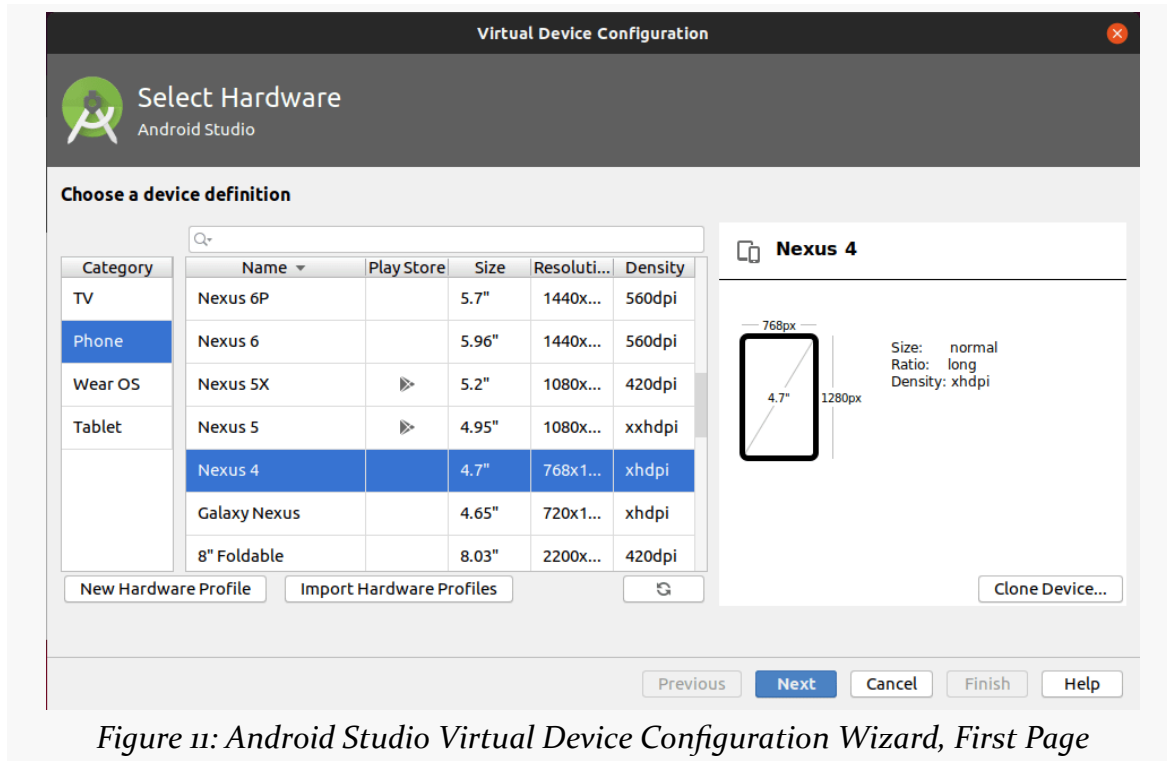 Virtual Device Configuration
Select Hardware
Android Studio
Choose a device definition
Category
TV
Phone
Wear OS
Tablet
Name Play Store Size Resoluti... Density
Nexus 6P 5.7" 1440x... 560dpi
Nexus 6 5.96" 1440x... 560dpi
Nexus 5X 5.2" 1080x... 420dpi
Nexus 5 4.95" 1080x... xxhdpi
Nexus 4 4.7" 768x1... xhdpi
Galaxy Nexus 4.65" 720x1... xhdpi
8" Foldable 8.03" 2200x... 420dpi
New Hardware Profile Import Hardware Profiles
Nexus 4
768px
4.7"
1280px
Size: normal
Ratio: long
Density: xhdpi
Clone Device...
Previous Next Cancel Finish Help
Figure 11: Android Studio Virtual Device Configuration Wizard, First Page